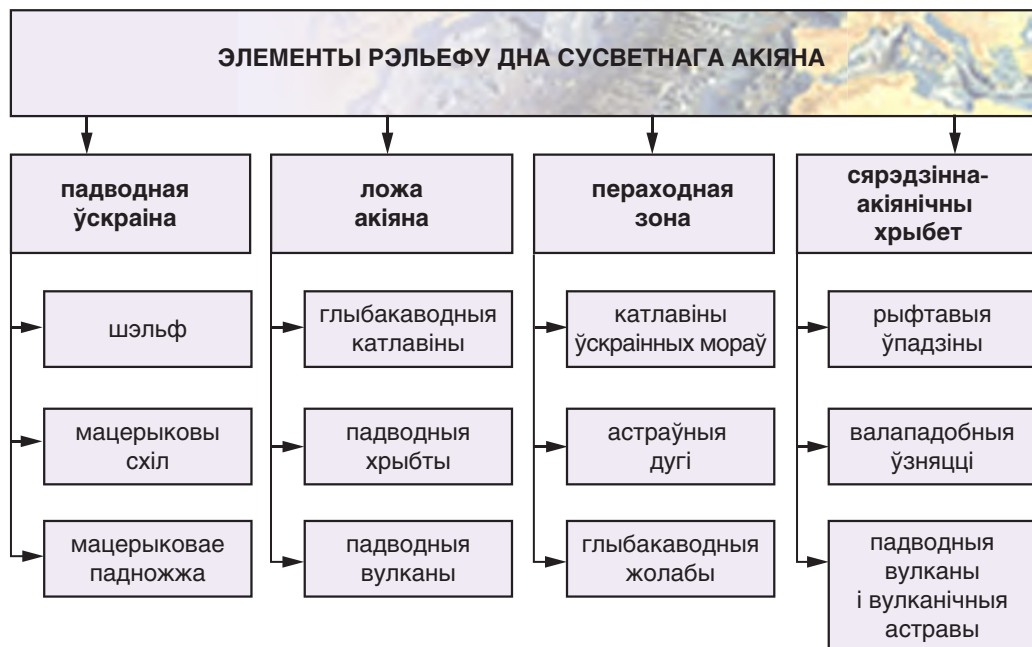 ЭЛЕМЕНТЫ РЭЛЬЕФУ ДНА СУСВЕТНАГА АКІЯНА
падводная
ўскраіна
шэльф
мацерыковы
схіл
мацерыковае
падножжа
ложа
акіяна
глыбакаводныя
катлавіны
падводныя
хрыбты
падводныя
вулканы
пераходная
зона
катлавіны
ўскраінных мораў
астраўныя
дугі
глыбакаводныя
жолабы
сярэдзінна-
акіянічны
хрыбет
рыфтавыя
ўпадзіны
валападобныя
ўзняцці
падводныя
вулканы
і вулканічныя
астравы